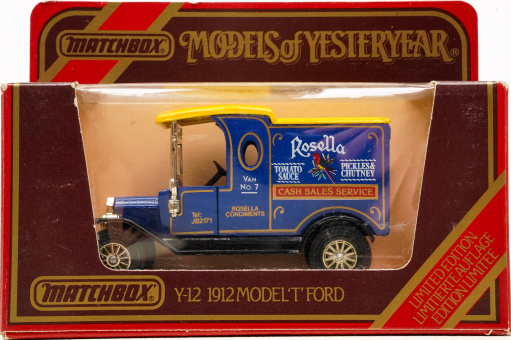 MATCHBOX
MODELS of YESTERYEAR®
Rosella
TOMATO SAUCE
PICKLES & CHUTNEY
CASH SALES SERVICE
VAN No 7
ROSELLA CONDIMENTS
Tel: JB2171
MATCHBOX®
Y-12 1912 MODEL 'T' FORD
LIMITED EDITION
LIMITIERTE AUFLAGE
EDITION LIMITEE